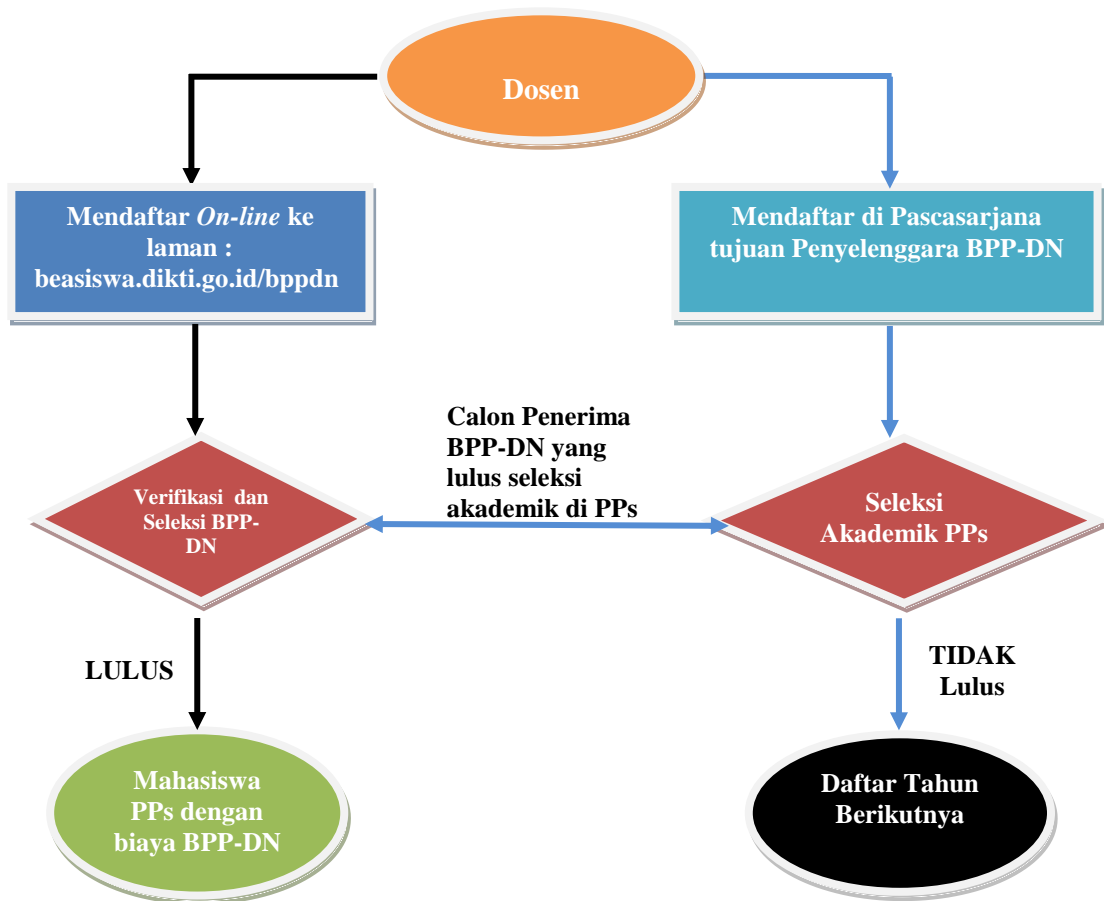 Dosen
Mendaftar On-line ke
laman :
beasiswa.dikti.go.id/bppdn
Mendaftar di Pascasarjana
tujuan Penyelenggara BPP-DN
Calon Penerima
BPP-DN yang
lulus seleksi
akademik di PPs
Verifikasi dan
Seleksi BPP-
DN
Seleksi
Akademik PPs
LULUS
TIDAK
Lulus
Mahasiswa
PPs dengan
biaya BPP-DN
Daftar Tahun
Berikutnya